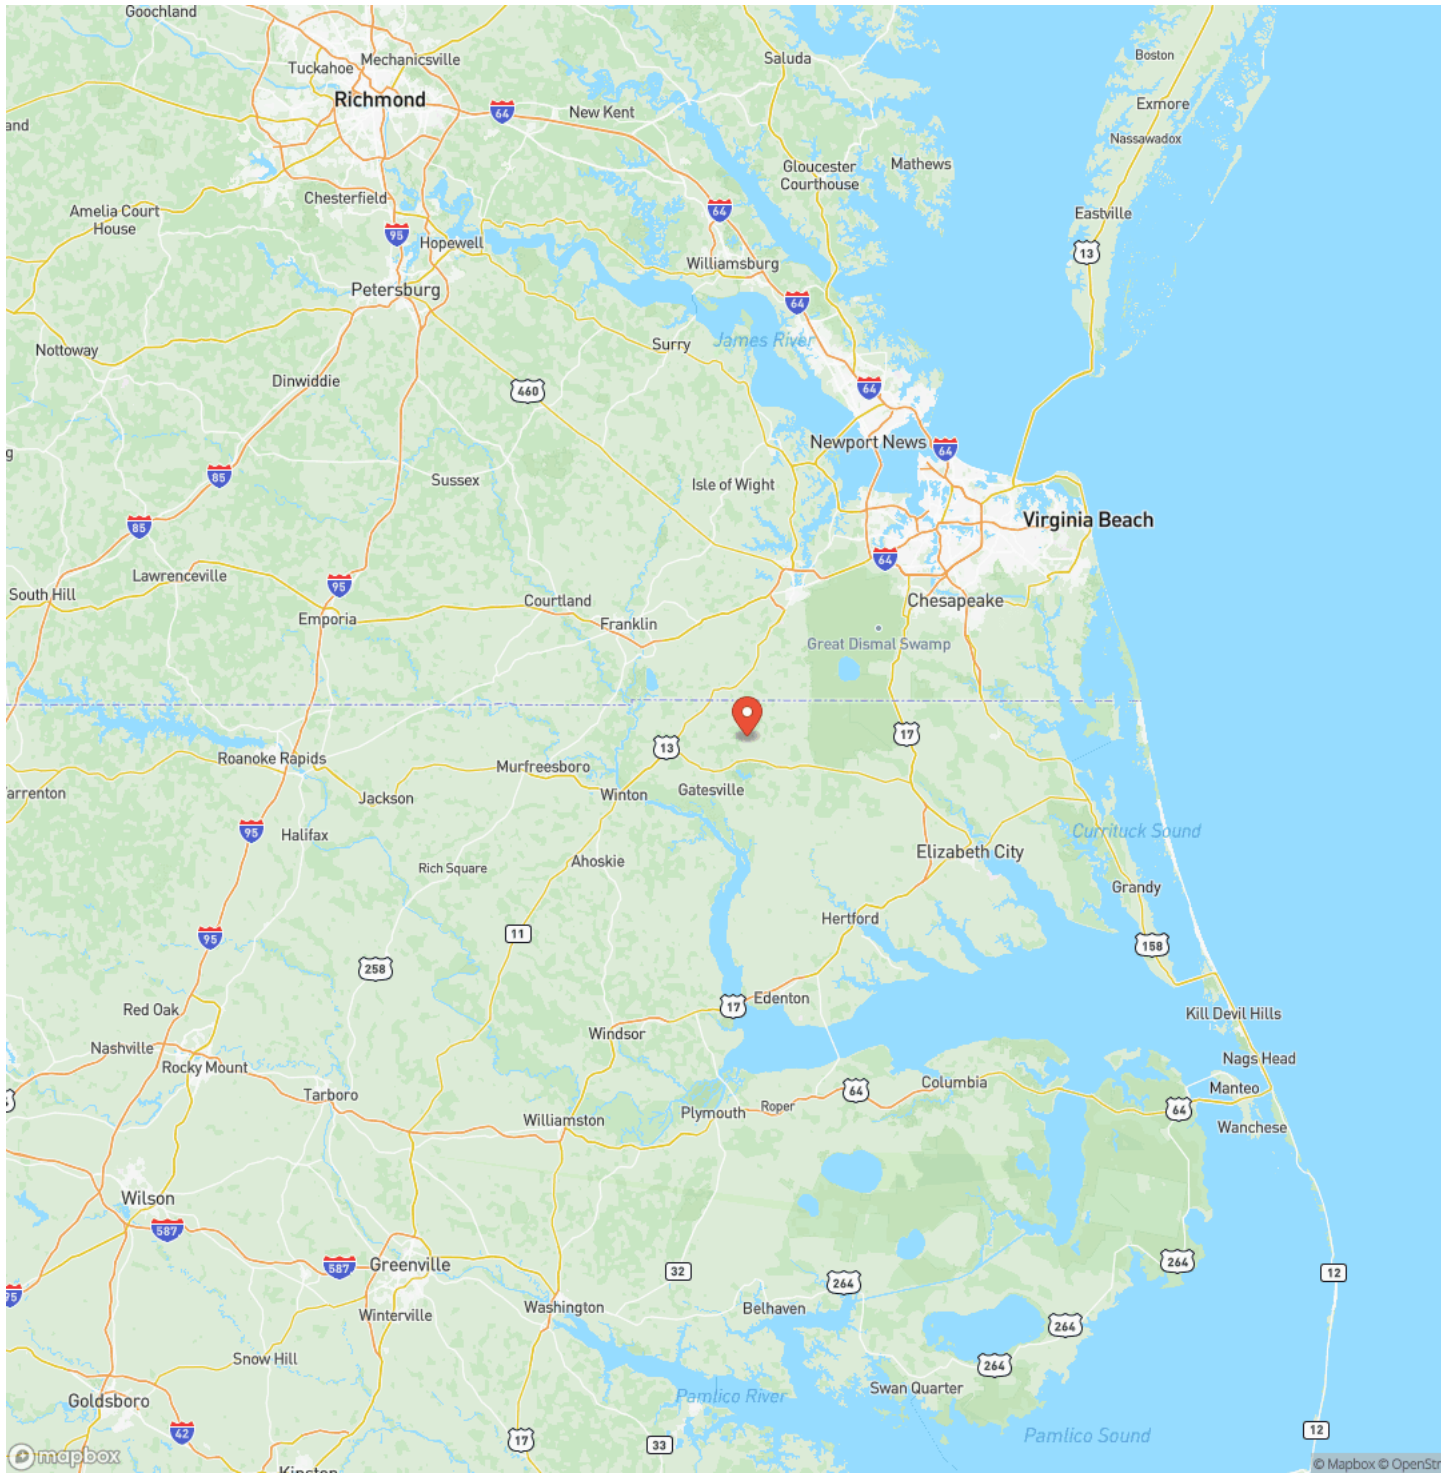 Goochland
Mechanicsville
Tuckahoe
Richmond
64
New Kent
Saluda
Boston
Exmore
Nassawadox
and
Gloucester
Courthouse
Mathews
Chesterfield
Amelia Court
House
95
Hopewell
64
Eastville
13
Williamsburg
Petersburg
64
James River
Nottoway
Surry
Dinwiddie
460
64
Newport News
64
g
85
Sussex
Isle of Wight
85
Virginia Beach
64
Lawrenceville
95
South Hill
Emporia
Courtland
Franklin
Chesapeake
Great Dismal Swamp
17
13
Roanoke Rapids
Murfreesboro
arrenton
Jackson
Winton
Gatesville
95
Halifax
Currituck Sound
Rich Square
Ahoskie
Elizabeth City
Grandy
95
11
Hertford
158
258
Red Oak
17
Edenton
Kill Devil Hills
Nashville
Windsor
Nags Head
Rocky Mount
Tarboro
64
Columbia
Manteo
64
Williamston
Plymouth
Roper
Wanchese
Wilson
587
Greenville
587
32
264
264
12
95
Winterville
Washington
Belhaven
264
Snow Hill
264
Goldsboro
Swan Quarter
Pamlico River
42
17
33
Pamlico Sound
12
mapbox
Kinston
© Mapbox © OpenStr